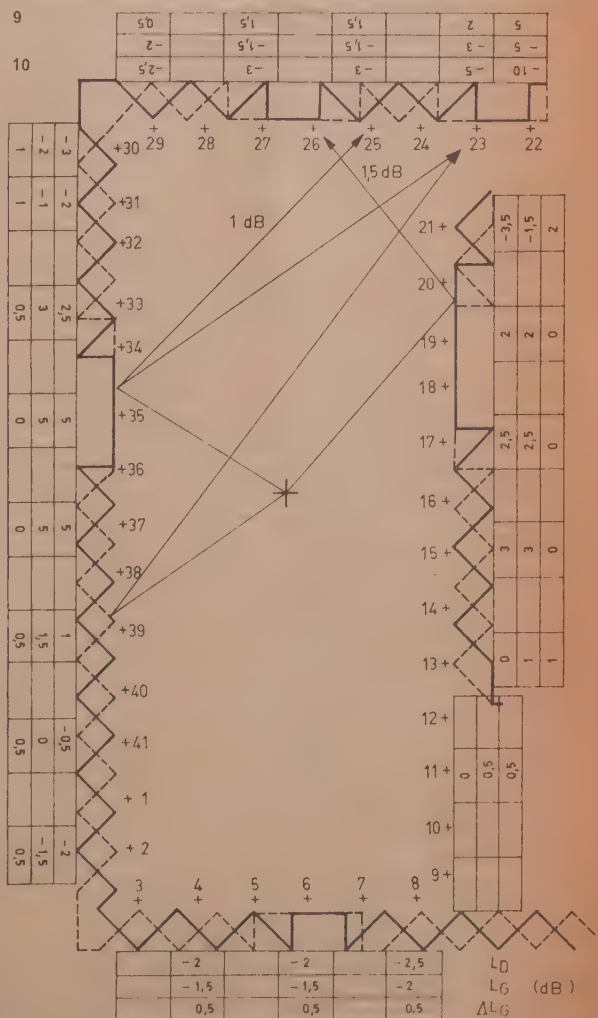 9
10
0,5 1,5 1,5 2 5
-2 -1,5 -1,5 -3 -5
-2,5 -3 -3 -5 -10
29 28 27 26 25 24 23 22
1 -2 -3
+30
1 -1 -2
+31
+32
0,5 3 2,5
+33
+34
0 5 5
+35
+36
0 5 5
+37
+38
0,5 1,5 1
+39
+40
0,5 0 -0,5
+41
+ 1
0,5 -1,5 -2
+ 2
1 dB
1,5 dB
21 +
-3,5 -1,5 2
20 +
19 +
2 2 0
18 +
17 +
2,5 2,5 0
16 +
15 +
3 3 0
14 +
13 +
0 1 1
12 +
11 +
0 0,5 0,5
10 +
9 +
3 4 5 6 7 8
-2 -2 -2,5 LD
-1,5 -1,5 -2 LG (dB)
0,5 0,5 0,5 ΔLG